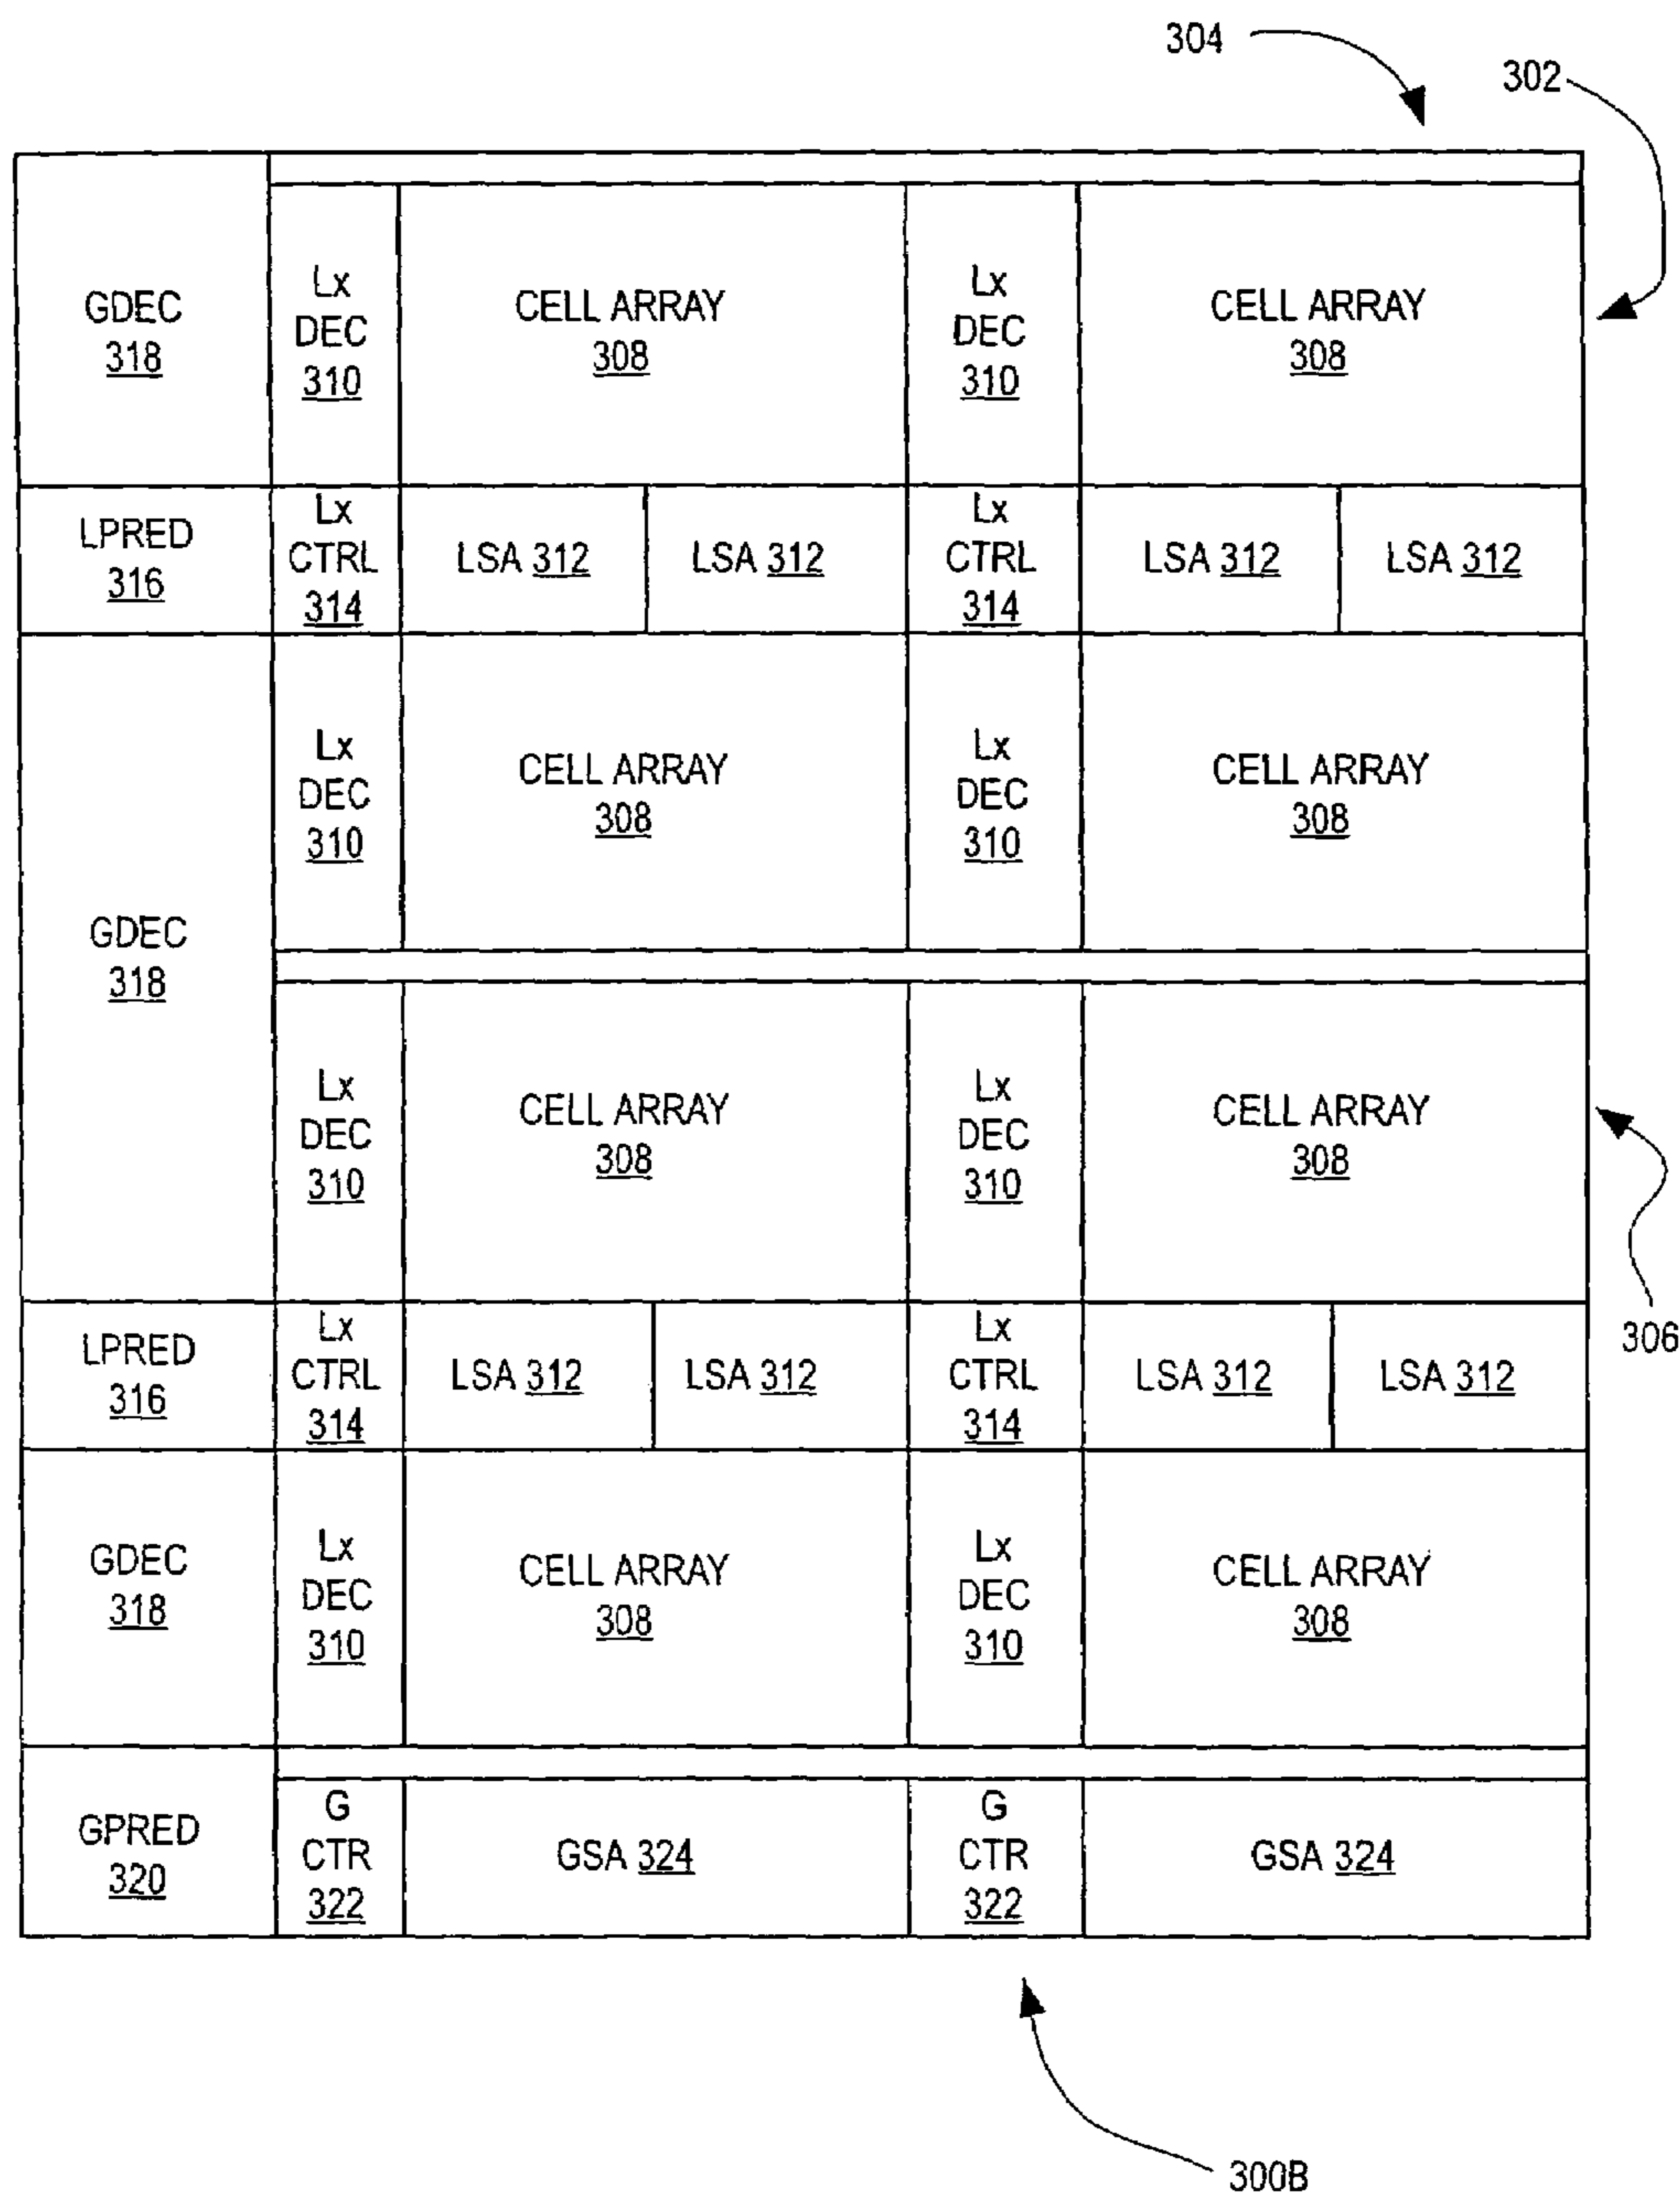 304
302
GDEC
318
Lx
DEC
310
CELL ARRAY
308
Lx
DEC
310
CELL ARRAY
308
LPRED
316
Lx
CTRL
314
LSA 312
LSA 312
Lx
CTRL
314
LSA 312
LSA 312
GDEC
318
Lx
DEC
310
CELL ARRAY
308
Lx
DEC
310
CELL ARRAY
308
Lx
DEC
310
CELL ARRAY
308
Lx
DEC
310
CELL ARRAY
308
306
LPRED
316
Lx
CTRL
314
LSA 312
LSA 312
Lx
CTRL
314
LSA 312
LSA 312
GDEC
318
Lx
DEC
310
CELL ARRAY
308
Lx
DEC
310
CELL ARRAY
308
GPRED
320
G
CTR
322
GSA 324
G
CTR
322
GSA 324
300B